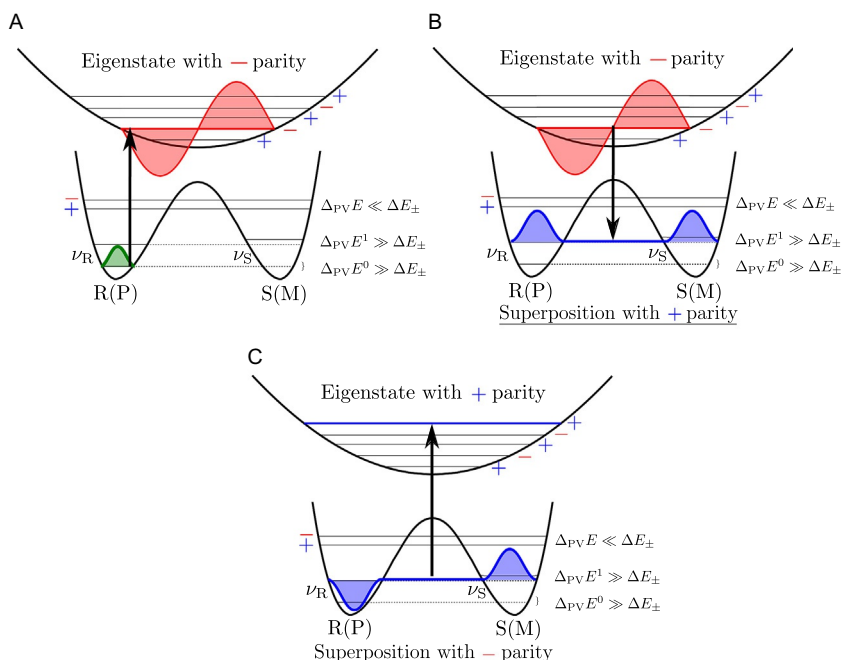 A
Eigenstate with − parity
+
−
+
−
+
−
+
Δ_PV E ≪ ΔE_±
Δ_PV E^1 ≫ ΔE_±
Δ_PV E^0 ≫ ΔE_±
ν_R
ν_S
R(P)
S(M)
B
Eigenstate with − parity
+
−
+
−
+
−
+
Δ_PV E ≪ ΔE_±
Δ_PV E^1 ≫ ΔE_±
Δ_PV E^0 ≫ ΔE_±
ν_R
ν_S
R(P)
S(M)
Superposition with + parity
C
Eigenstate with + parity
+
−
+
−
+
−
+
Δ_PV E ≪ ΔE_±
Δ_PV E^1 ≫ ΔE_±
Δ_PV E^0 ≫ ΔE_±
ν_R
ν_S
R(P)
S(M)
Superposition with − parity